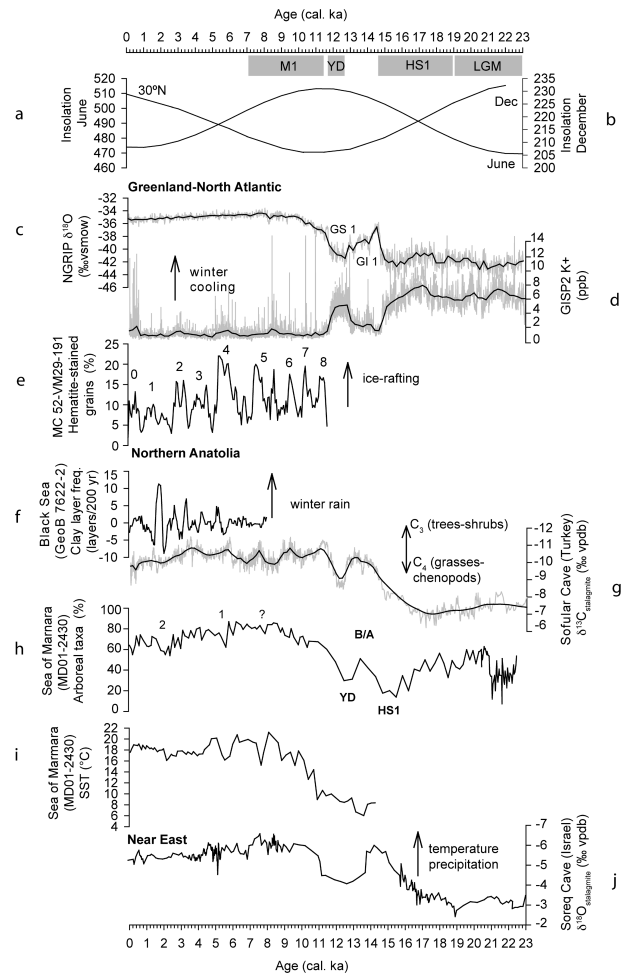 Age (cal. ka)
0 1 2 3 4 5 6 7 8 9 10 11 12 13 14 15 16 17 18 19 20 21 22 23
M1 YD HS1 LGM
a
Insolation
June
520
510
500
490
480
470
460
30ºN
Dec
June
235
230
225
220
215
210
205
200
Insolation
December
b
Greenland-North Atlantic
c
NGRIP δ18O
(‰vsmow)
-32
-34
-36
-38
-40
-42
-44
-46
GS 1
GI 1
winter
cooling
14
12
10
8
6
4
2
0
GISP2 K+
(ppb)
d
e
MC 52-VM29-191
Hematite-stained
grains (%)
25
20
15
10
5
0
0 1 2 3 4 5 6 7 8
ice-rafting
Northern Anatolia
f
Black Sea
(GeoB 7622-2)
Clay layer freq.
(layers/200 yr)
15
10
5
0
-5
-10
winter rain
C3 (trees-shrubs)
C4 (grasses-
chenopods)
-12
-11
-10
-9
-8
-7
-6
Sofular Cave (Turkey)
δ13Cstalagmite (‰ vpdb)
g
h
Sea of Marmara
(MD01-2430)
Arboreal taxa (%)
100
80
60
40
20
0
2 1 ?
B/A
YD
HS1
i
Sea of Marmara
(MD01-2430)
SST (°C)
22
20
18
16
14
12
10
8
6
4
Near East
temperature
precipitation
-7
-6
-5
-4
-3
-2
Soreq Cave (Israel)
δ18Ostalagmite (‰ vpdb)
j
0 1 2 3 4 5 6 7 8 9 10 11 12 13 14 15 16 17 18 19 20 21 22 23
Age (cal. ka)